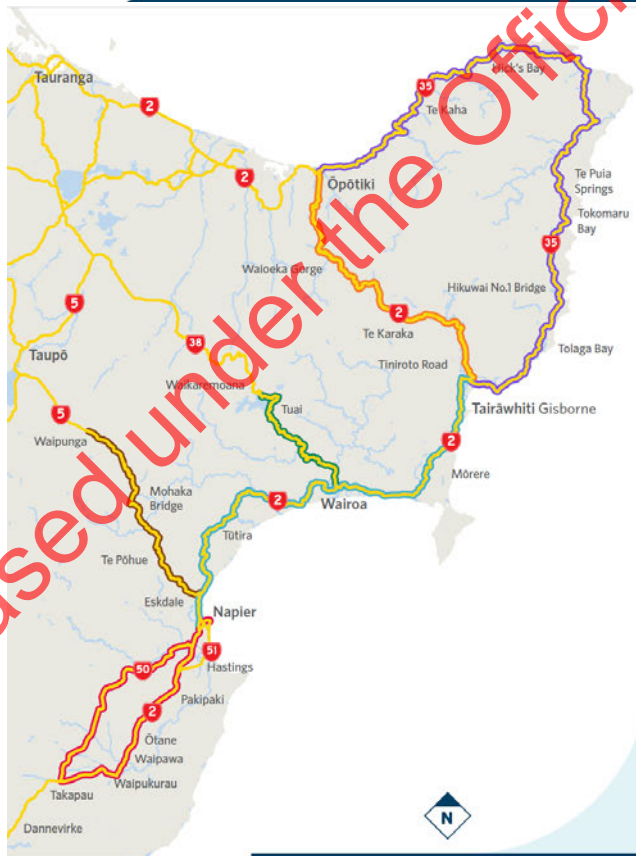 Tauranga
2
Hick's Bay
35
Te Kaha
2
Ōpōtiki
Te Puia
Springs
Tokomaru
Bay
35
Waioeka Gorge
Hikuwai No.1 Bridge
5
2
38
Te Karaka
Taupō
Tiniroto Road
Tolaga Bay
Waikaremoana
5
Tuai
Tairāwhiti Gisborne
Waipunga
2
Mōrere
Mohaka
Bridge
2
Wairoa
Tūtira
Te Pōhue
Eskdale
Napier
51
50
Hastings
Pakipaki
2
Ōtane
Waipawa
Waipukurau
Takapau
Dannevirke
N
ased under the Offic